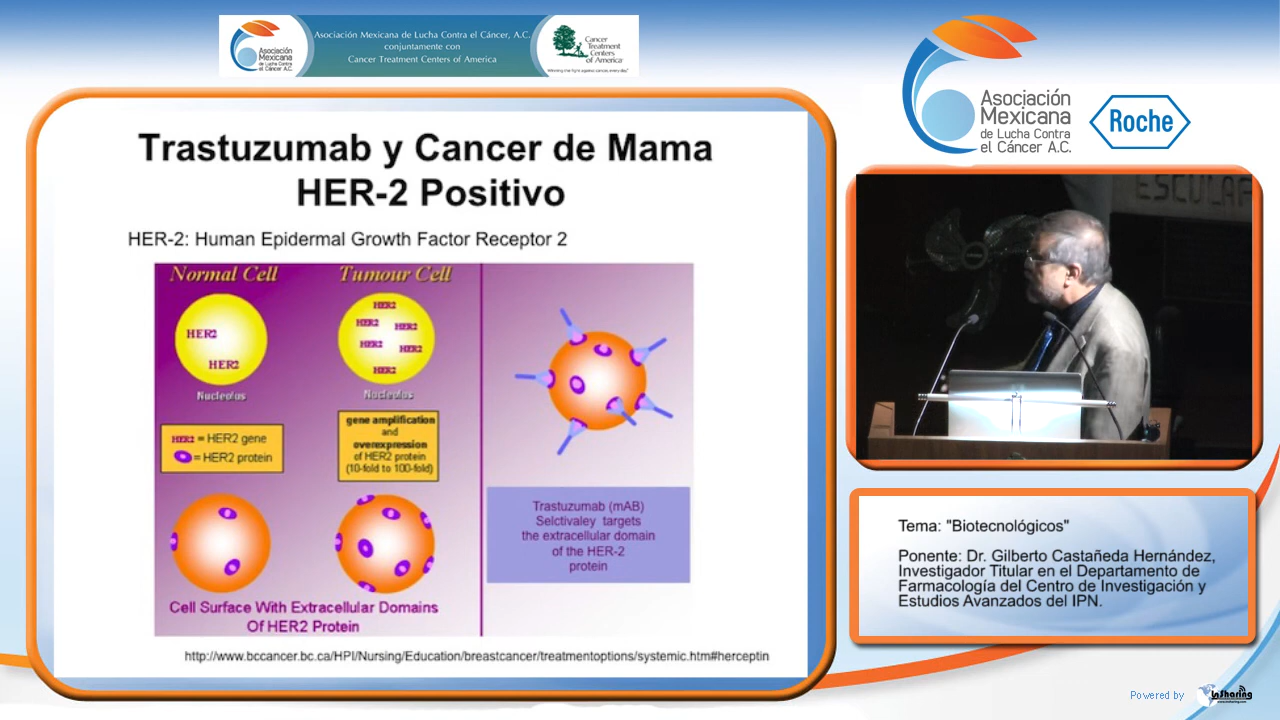 Asociación Mexicana de Lucha Contra el Cáncer A.C.
Asociación Mexicana de Lucha Contra el Cáncer, A.C.
conjuntamente con
Cancer Treatment Centers of America
Cancer
Treatment
Centers
of America
Winning the fight against cancer, every day.
Asociación
Mexicana
de Lucha Contra
el Cáncer A.C.
Roche
Trastuzumab y Cancer de Mama
HER-2 Positivo
HER-2: Human Epidermal Growth Factor Receptor 2
Normal Cell
Tumour Cell
HER2
HER2
HER2
HER2
HER2
HER2
HER2
HER2
Nucleolus
Nucleolus
HER2 = HER2 gene
= HER2 protein
gene amplification
and
overexpression
of HER2 protein
(10-fold to 100-fold)
Trastuzumab (mAB)
Selctivaley targets
the extracellular domain
of the HER-2
protein
Cell Surface With Extracellular Domains
Of HER2 Protein
http://www.bccancer.bc.ca/HPI/Nursing/Education/breastcancer/treatmentoptions/systemic.htm#herceptin
ESCULAP
Tema: "Biotecnológicos"
Ponente: Dr. Gilberto Castañeda Hernández,
Investigador Titular en el Departamento de
Farmacología del Centro de Investigación y
Estudios Avanzados del IPN.
Powered by
InSharing